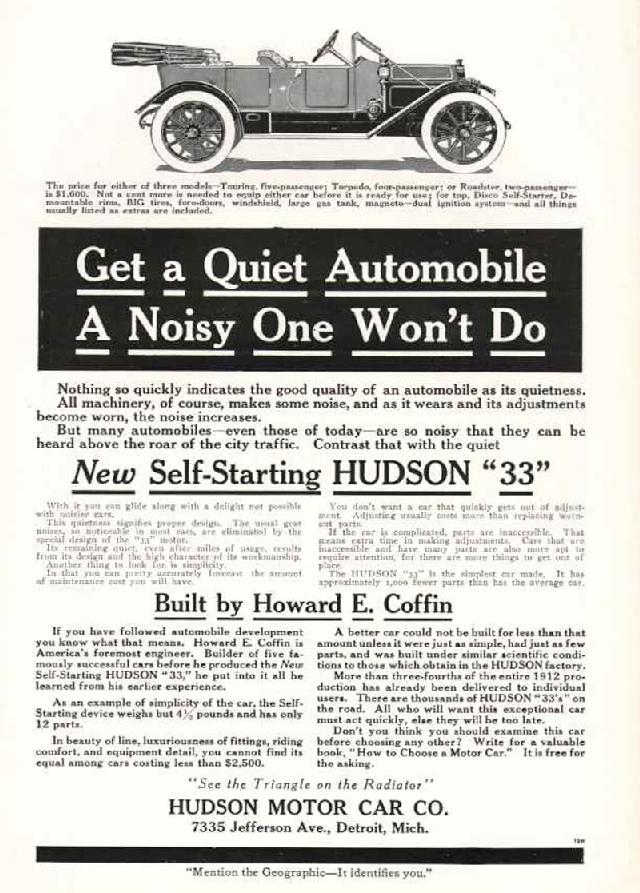 The price for either of three models—Touring, five-passenger; Torpedo, four-passenger; or Roadster, two-passenger—
is $1,600. Not a cent more is needed to equip either car before it is ready for use; for top, Disco Self-Starter, De-
mountable rims, BIG tires, fore-doors, windshield, large gas tank, magneto—dual ignition system—and all things
usually listed as extras are included.
Get a Quiet Automobile
A Noisy One Won't Do
Nothing so quickly indicates the good quality of an automobile as its quietness.
All machinery, of course, makes some noise, and as it wears and its adjustments
become worn, the noise increases.
But many automobiles—even those of today—are so noisy that they can be
heard above the roar of the city traffic. Contrast that with the quiet
New Self-Starting HUDSON "33"
With it you can glide along with a delight not possible
with noisier cars.
This quietness signifies proper design. The usual gear
noises, so noticeable in most cars, are eliminated by the
special design of the "33" motor.
Its remaining quiet, even after miles of usage, results
from its design and the high character of its workmanship.
Another thing to look for is simplicity.
In that you can pretty accurately forecast the amount
of maintenance cost you will have.
You don't want a car that quickly gets out of adjust-
ment. Adjusting usually costs more than replacing worn-
out parts.
If the car is complicated, parts are inaccessible. That
means extra time in making adjustments. Cars that are
inaccessible and have many parts are also more apt to
require attention, for there are more things to get out of
place.
The HUDSON "33" is the simplest car made. It has
approximately 1,000 fewer parts than has the average car.
Built by Howard E. Coffin
If you have followed automobile development
you know what that means. Howard E. Coffin is
America's foremost engineer. Builder of five fa-
mously successful cars before he produced the New
Self-Starting HUDSON "33," he put into it all he
learned from his earlier experience.
As an example of simplicity of the car, the Self-
Starting device weighs but 4½ pounds and has only
12 parts.
In beauty of line, luxuriousness of fittings, riding
comfort, and equipment detail, you cannot find its
equal among cars costing less than $2,500.
A better car could not be built for less than that
amount unless it were just as simple, had just as few
parts, and was built under similar scientific condi-
tions to those which obtain in the HUDSON factory.
More than three-fourths of the entire 1912 pro-
duction has already been delivered to individual
users. There are thousands of HUDSON "33's" on
the road. All who will want this exceptional car
must act quickly, else they will be too late.
Don't you think you should examine this car
before choosing any other? Write for a valuable
book, "How to Choose a Motor Car." It is free for
the asking.
"See the Triangle on the Radiator"
HUDSON MOTOR CAR CO.
7335 Jefferson Ave., Detroit, Mich.
"Mention the Geographic—It identifies you."